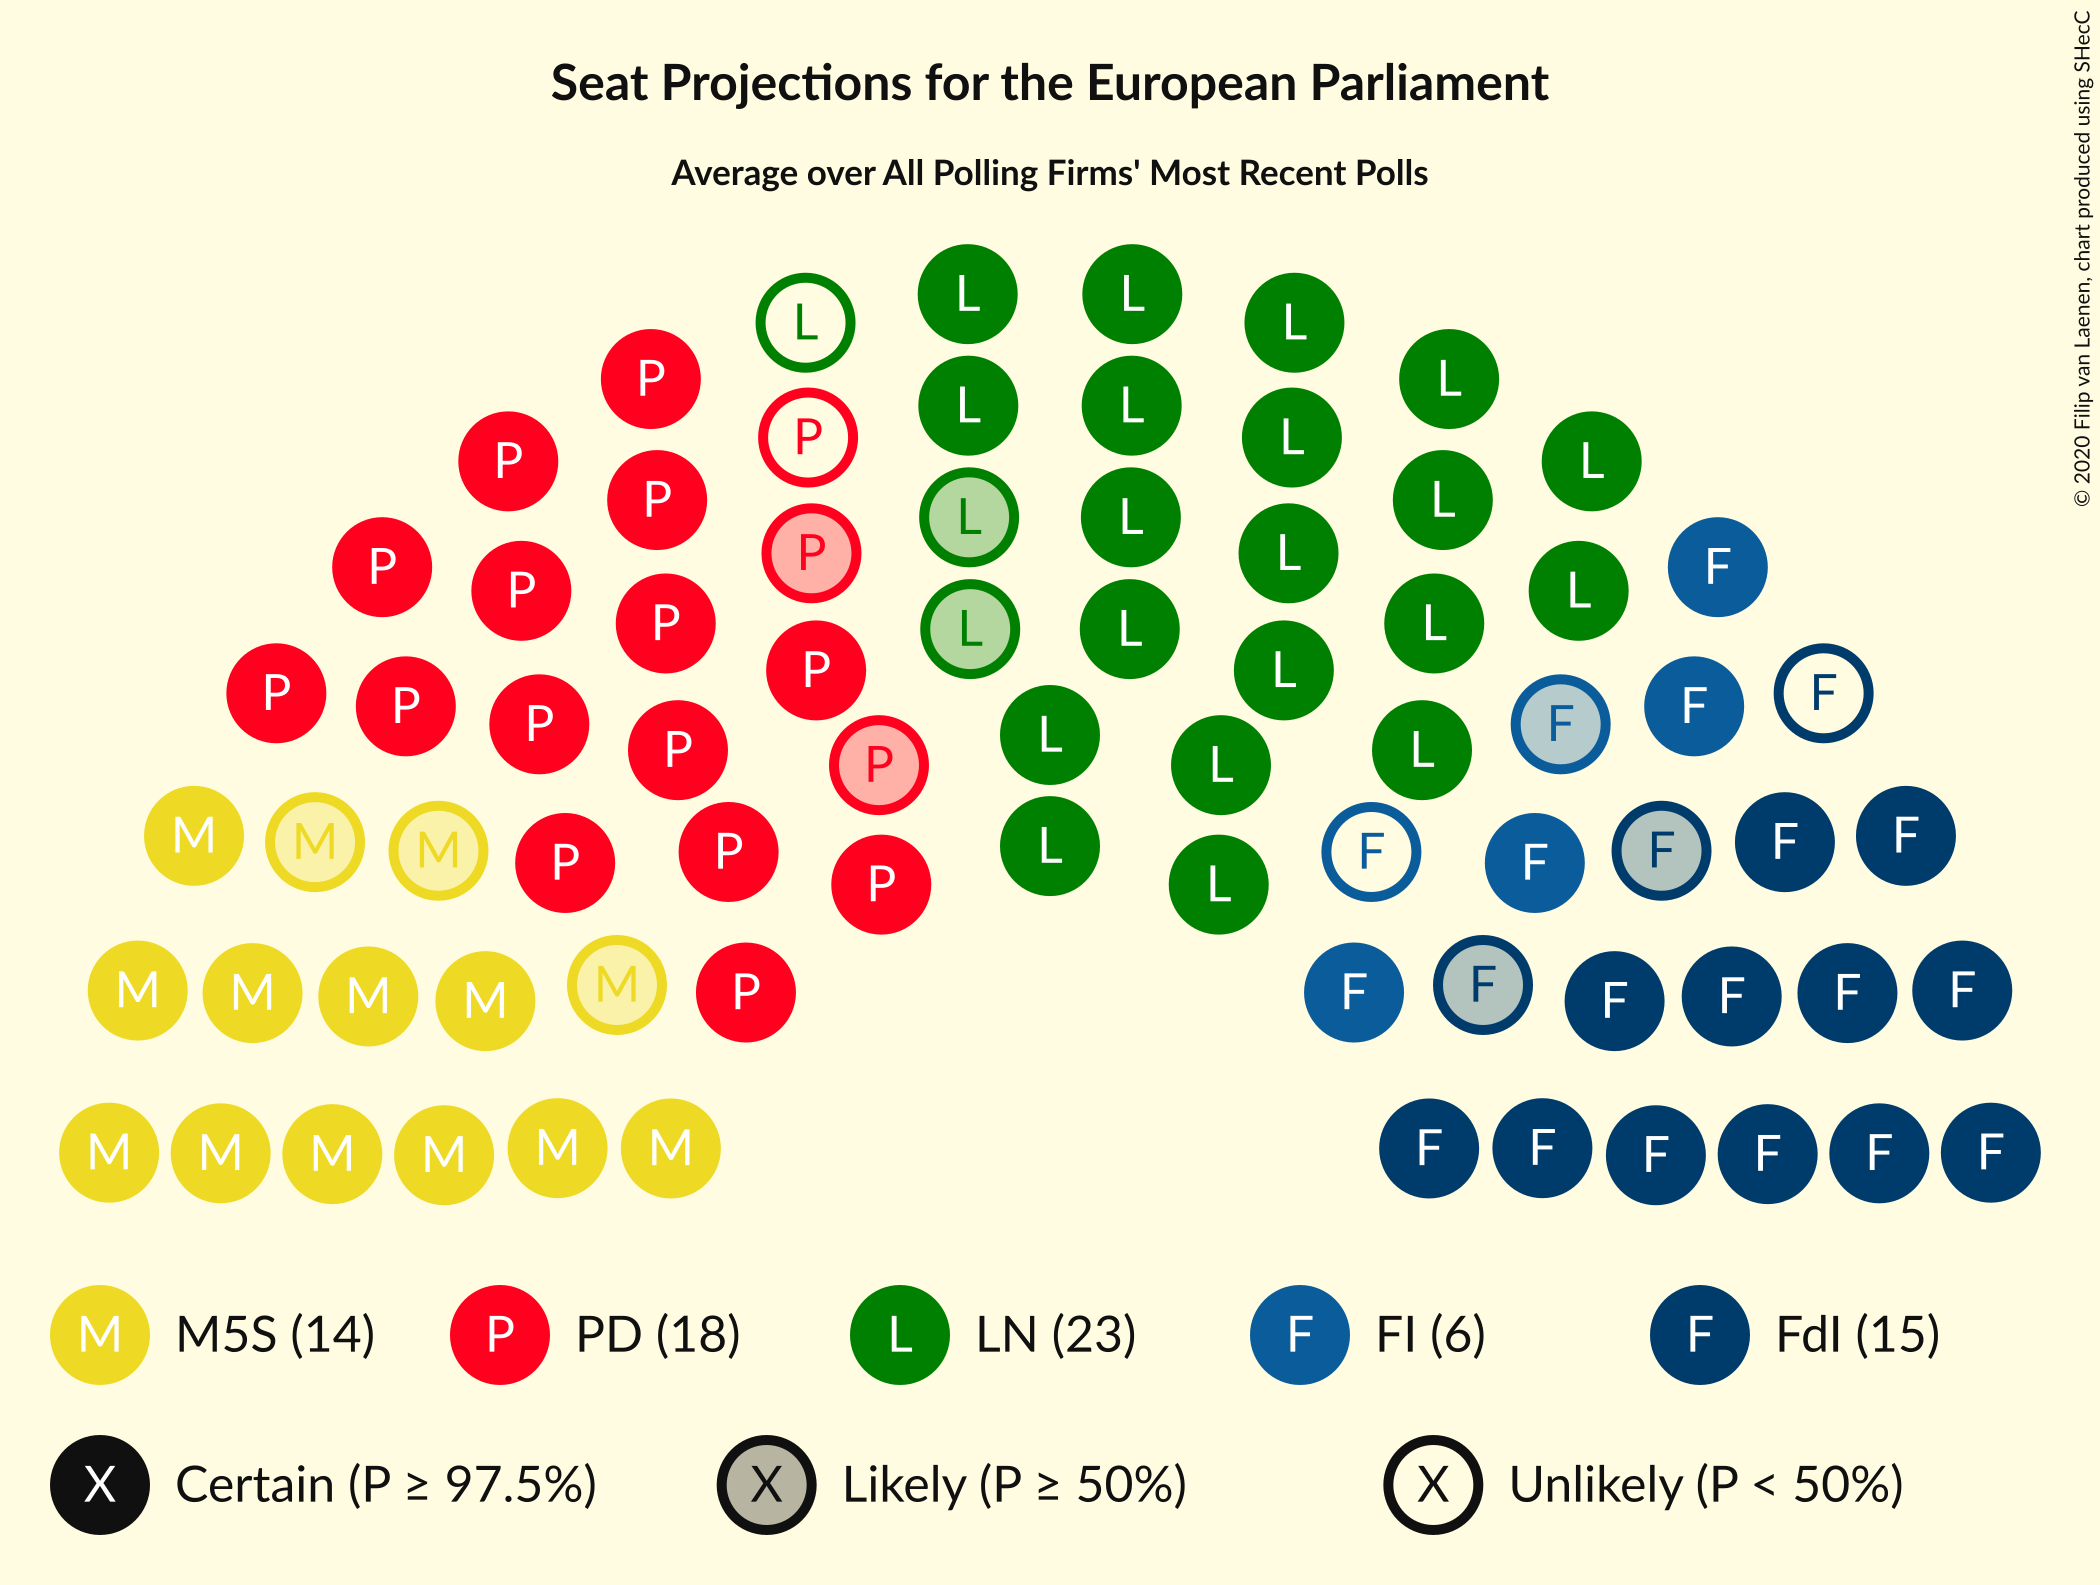 Seat Projections for the European Parliament
Average over All Polling Firms' Most Recent Polls
© 2020 Filip van Laenen, chart produced using SHecC
L L L L
P P L L L L
P P L L L L
P P P L L F
P P L L L L
P P P P P L L L F F F
M M M P P P L L F F F F F
M M M M M P F F F F F F
M M M M M M F F F F F F
M M5S (14) P PD (18) L LN (23) F FI (6) F FdI (15)
X Certain (P ≥ 97.5%) X Likely (P ≥ 50%) X Unlikely (P < 50%)